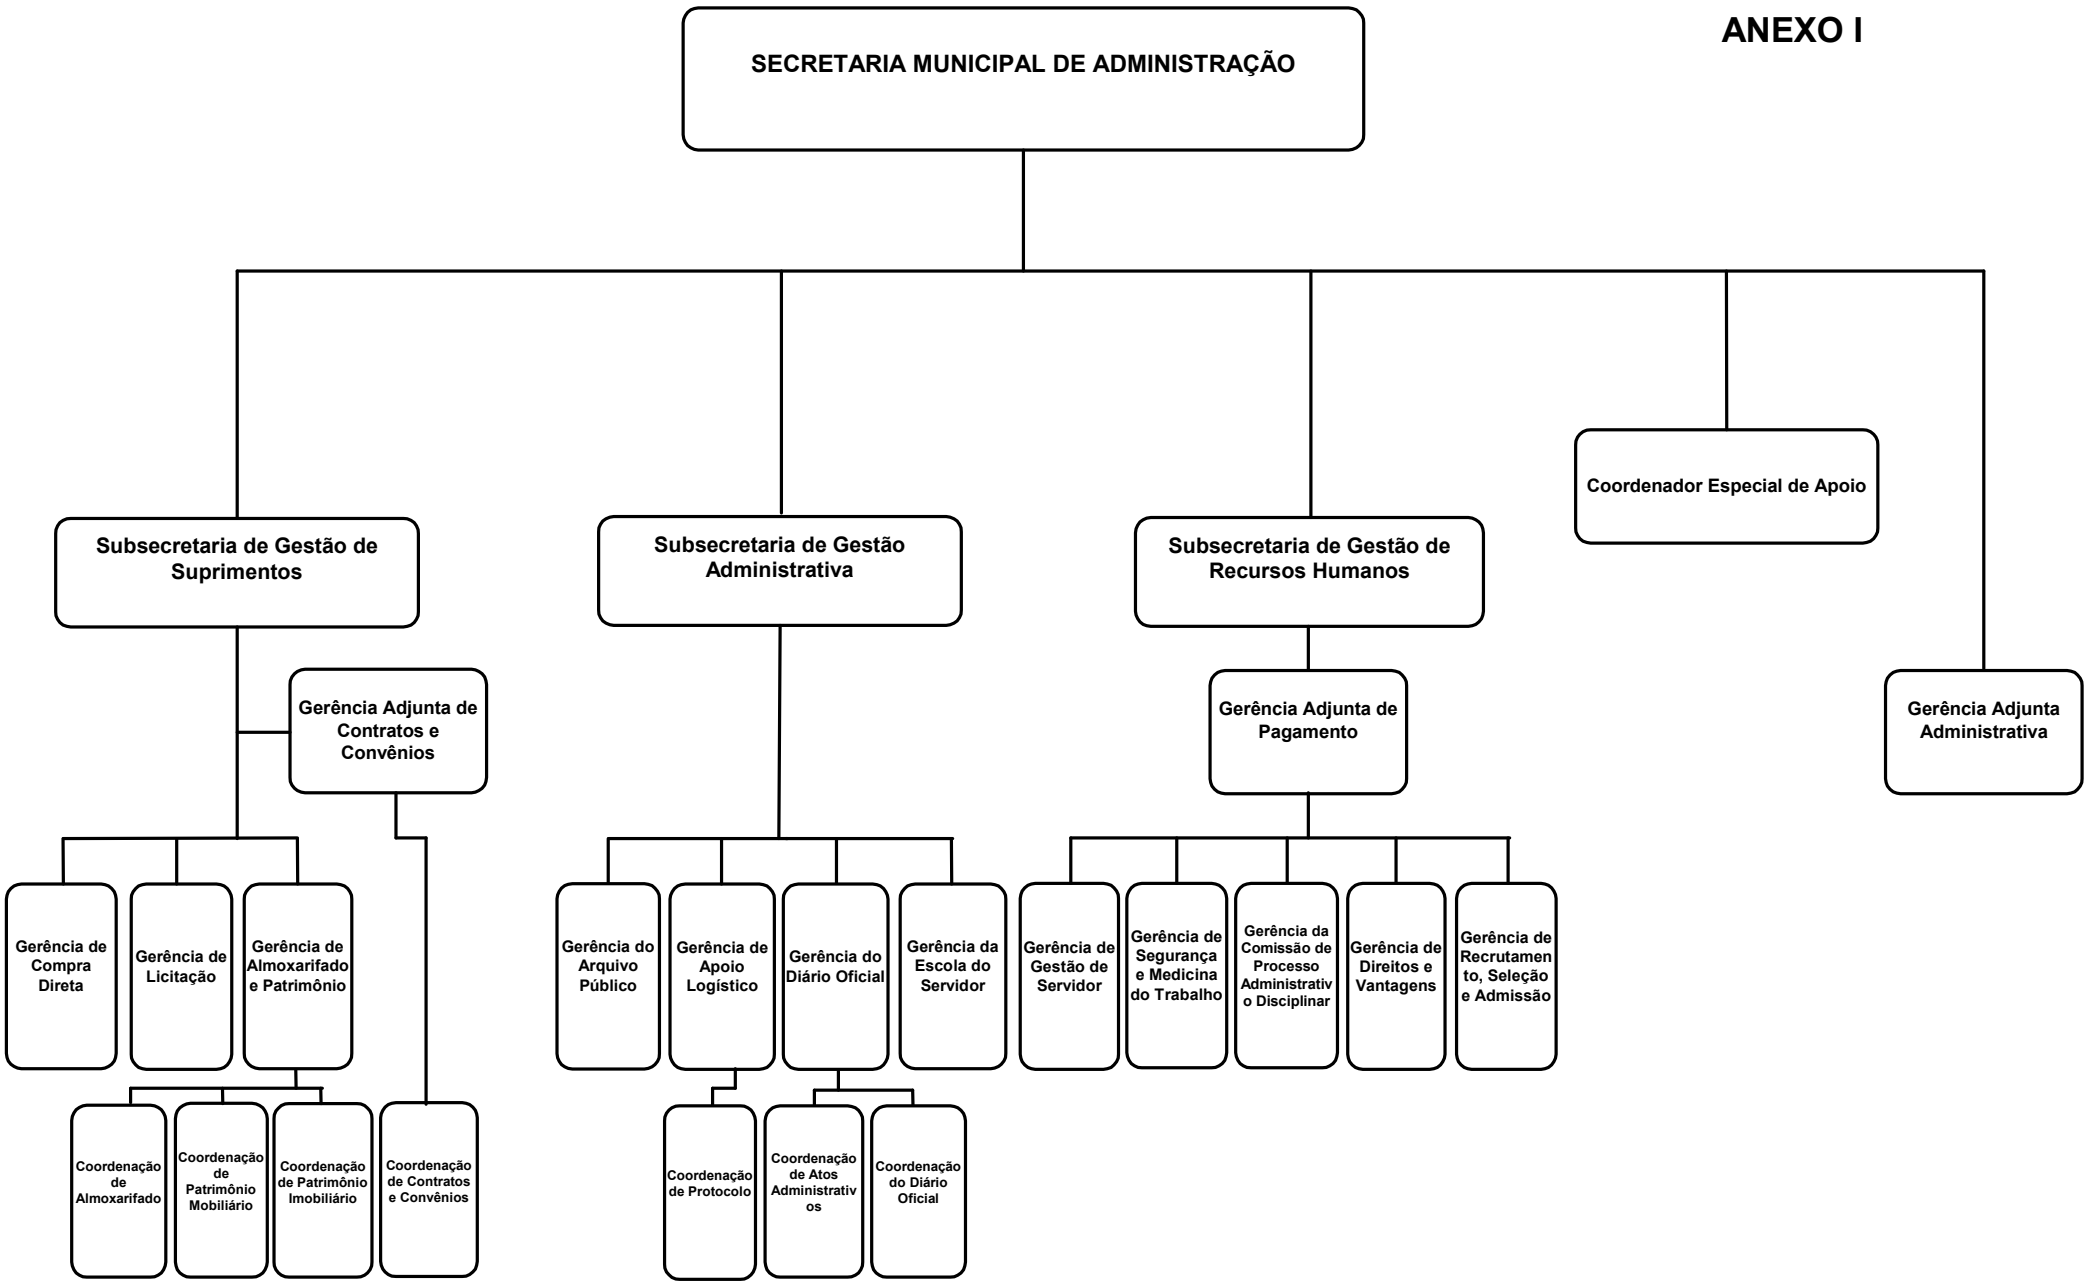 ANEXO I
SECRETARIA MUNICIPAL DE ADMINISTRAÇÃO
Coordenador Especial de Apoio
Subsecretaria de Gestão de
Suprimentos
Subsecretaria de Gestão
Administrativa
Subsecretaria de Gestão de
Recursos Humanos
Gerência Adjunta de
Contratos e
Convênios
Gerência Adjunta de
Pagamento
Gerência Adjunta
Administrativa
Gerência de
Compra
Direta
Gerência de
Licitação
Gerência de
Almoxarifado
e Patrimônio
Gerência do
Arquivo
Público
Gerência de
Apoio
Logístico
Gerência do
Diário Oficial
Gerência da
Escola do
Servidor
Gerência de
Gestão de
Servidor
Gerência de
Segurança
e Medicina
do Trabalho
Gerência da
Comissão de
Processo
Administrativ
o Disciplinar
Gerência de
Direitos e
Vantagens
Gerência de
Recrutamen
to, Seleção
e Admissão
Coordenação
de
Almoxarifado
Coordenação
de
Patrimônio
Mobiliário
Coordenação
de Patrimônio
Imobiliário
Coordenação
de Contratos
e Convênios
Coordenação
de Protocolo
Coordenação
de Atos
Administrativ
os
Coordenação
do Diário
Oficial